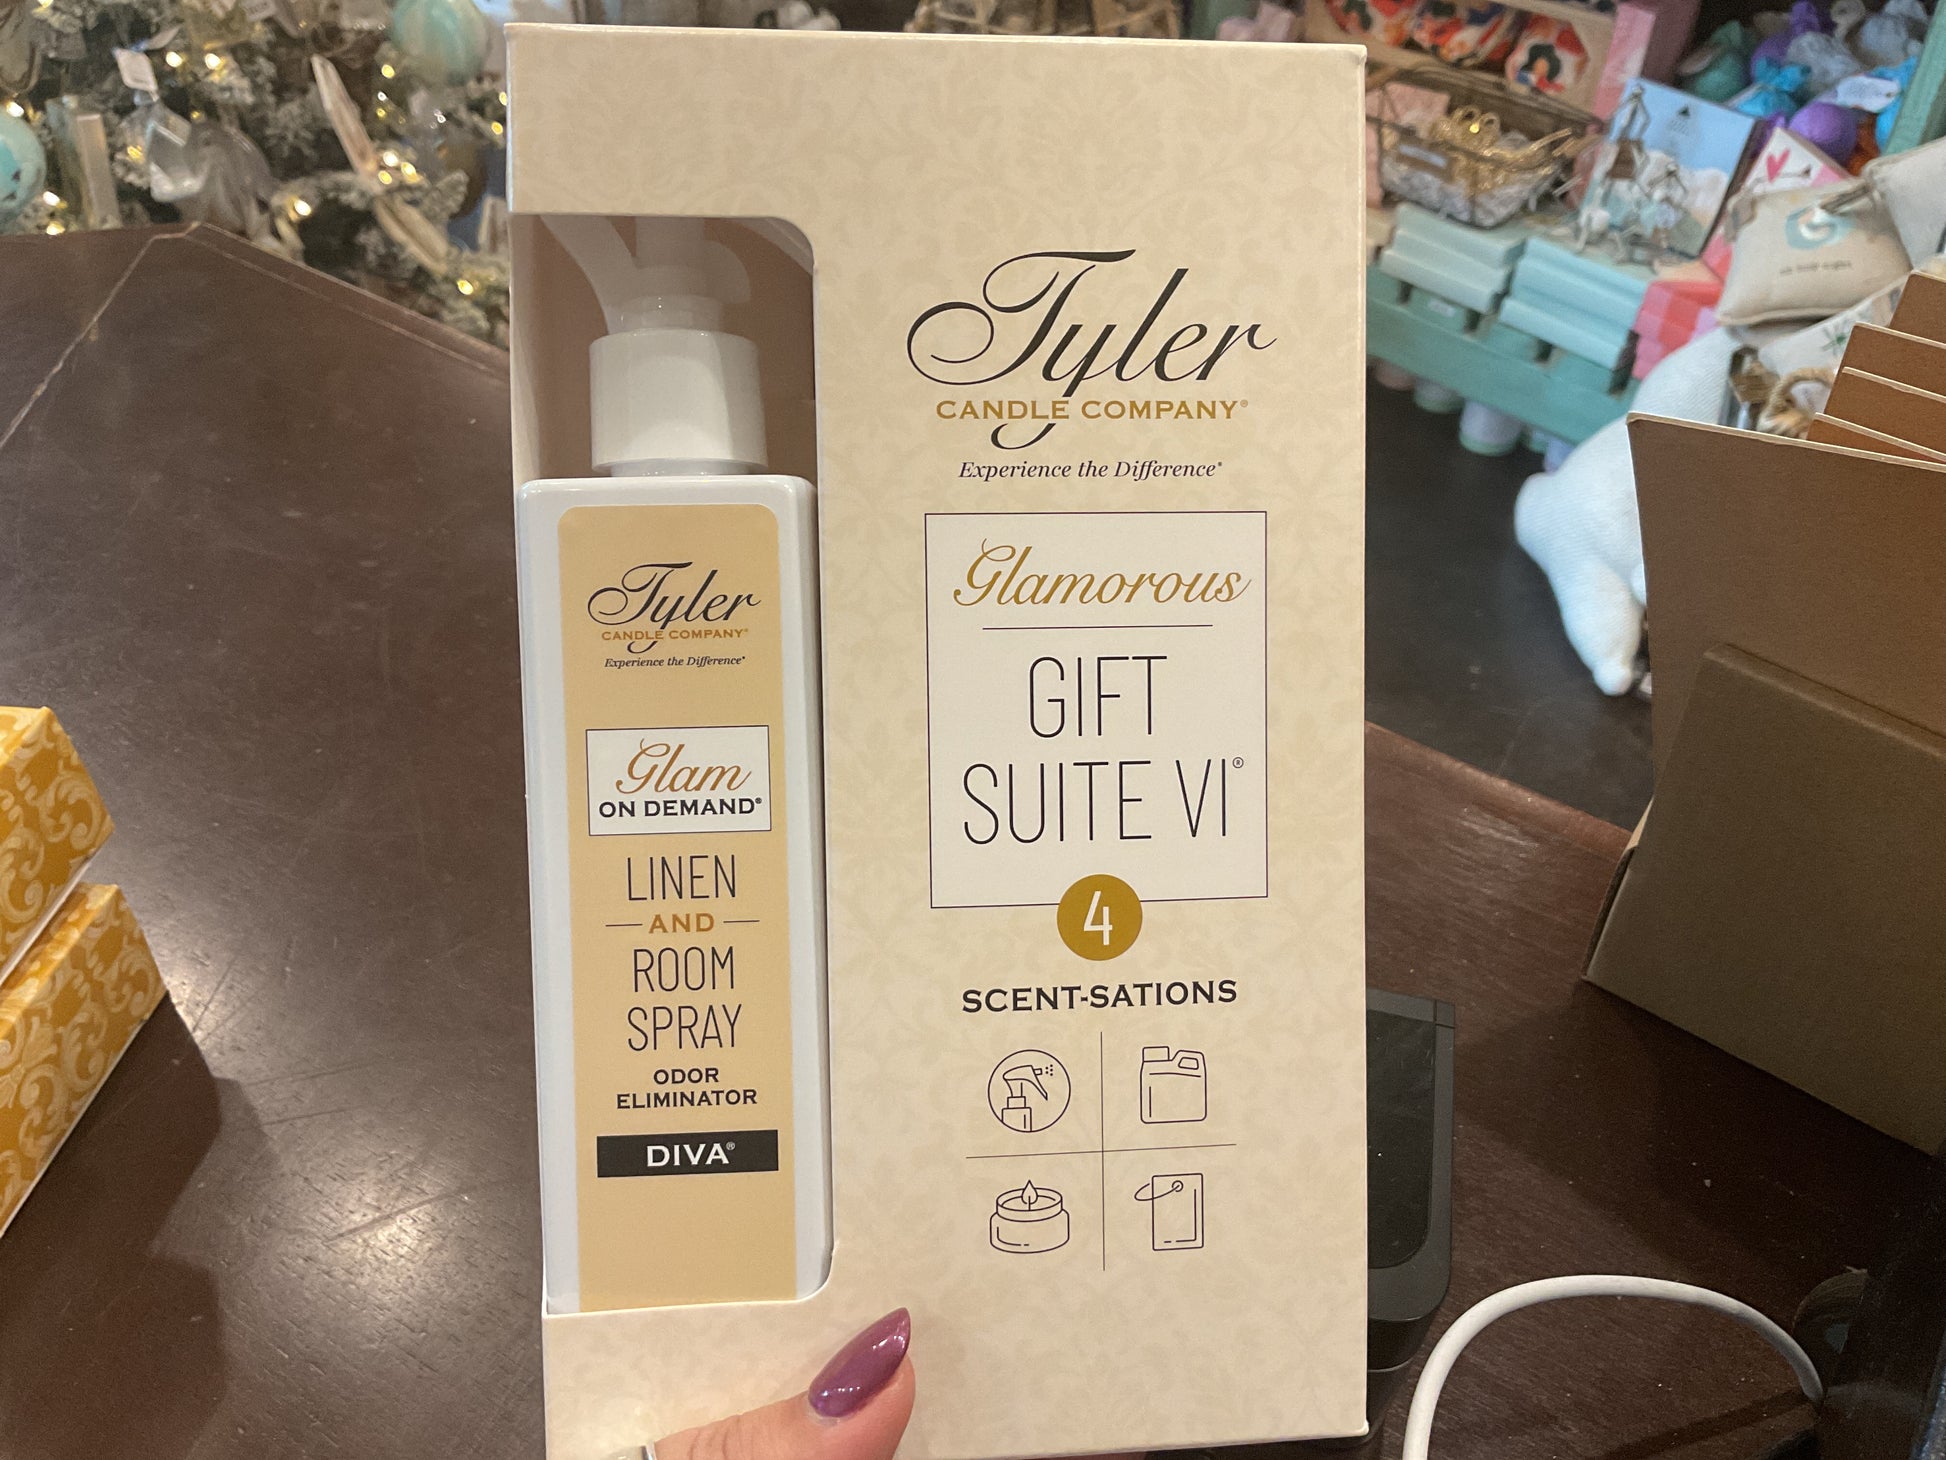 Tyler
CANDLE COMPANY®
Experience the Difference®
Glamorous
GIFT
SUITE VI®
4
SCENT-SATIONS
Tyler
CANDLE COMPANY®
Experience the Difference®
Glam
ON DEMAND®
LINEN
AND
ROOM
SPRAY
ODOR
ELIMINATOR
DIVA®